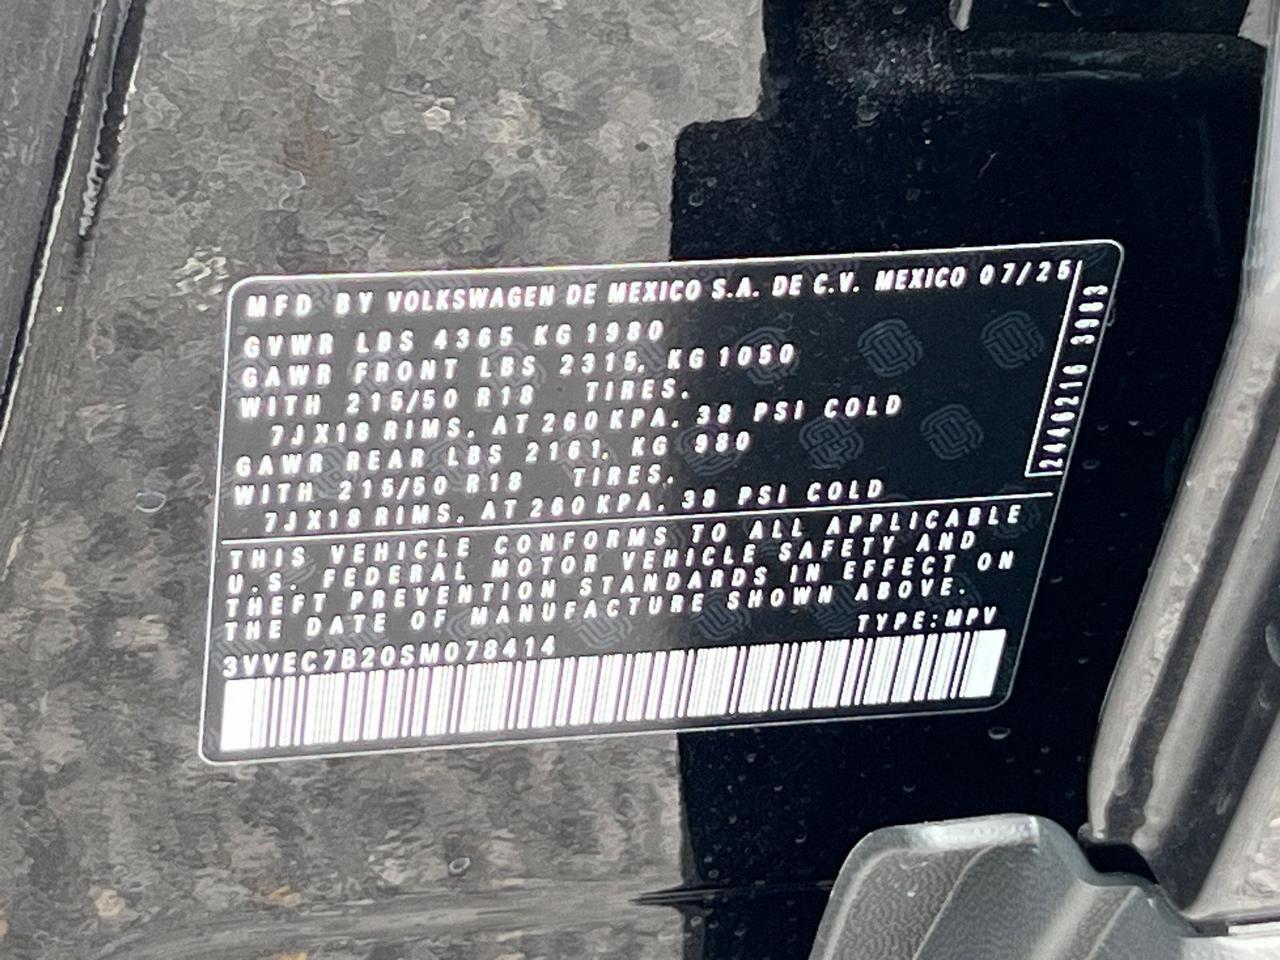 MFD BY VOLKSWAGEN DE MEXICO S.A. DE C.V. MEXICO 07/25
GVWR LBS 4365 KG 1980
GAWR FRONT LBS 2315, KG 1050
WITH 215/50 R18 TIRES.
7JX18 RIMS. AT 260 KPA. 38 PSI COLD
GAWR REAR LBS 2161. KG 980
WITH 215/50 R18 TIRES.
7JX18 RIMS. AT 260 KPA. 38 PSI COLD
2446216 3983
THIS VEHICLE CONFORMS TO ALL APPLICABLE
U.S. FEDERAL MOTOR VEHICLE SAFETY AND
THEFT PREVENTION STANDARDS IN EFFECT ON
THE DATE OF MANUFACTURE SHOWN ABOVE.
TYPE:MPV
3VVEC7B20SM078414